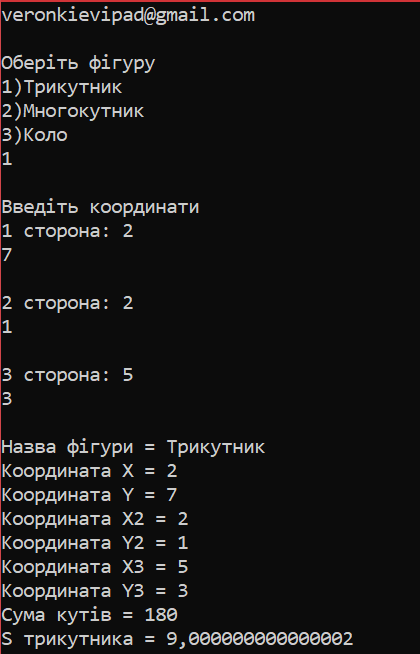 veronkievipad@gmail.com
Оберіть фігуру
1)Трикутник
2)Многокутник
3)Коло
1
Введіть координати
1 сторона: 2
7
2 сторона: 2
1
3 сторона: 5
3
Назва фігури = Трикутник
Координата X = 2
Координата Y = 7
Координата X2 = 2
Координата Y2 = 1
Координата X3 = 5
Координата Y3 = 3
Сума кутів = 180
S трикутника = 9,000000000000002